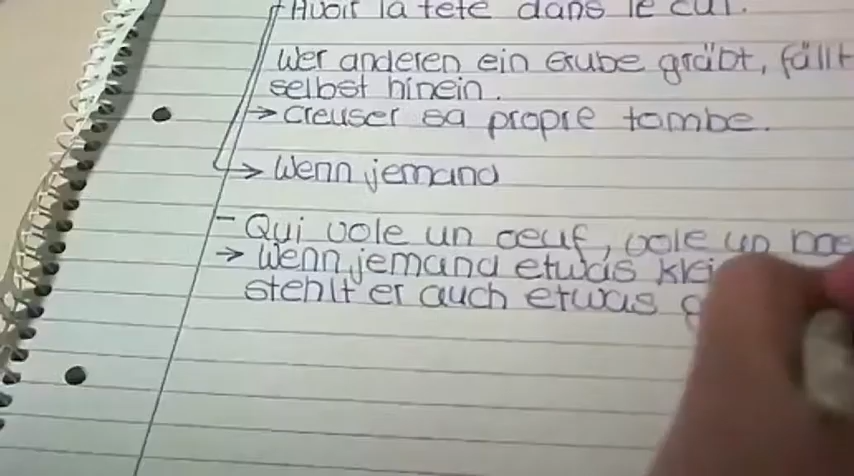 - Avoir la tête dans le cul.
Wer anderen ein Grube gräbt, fällt
selbst hinein.
→ Creuser sa propre tombe.
→ Wenn jemand
- Qui vole un oeuf, vole un
→ Wenn jemand etwas
stehlt er auch etwas